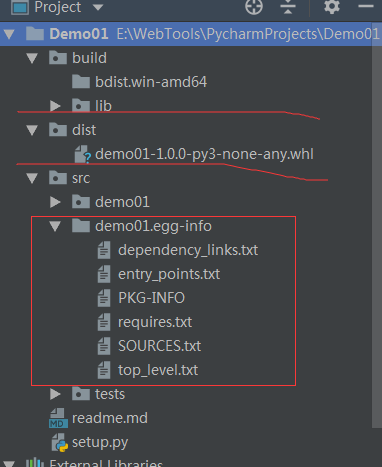 Project
Demo01 E:\WebTools\PycharmProjects\Demo01
build
bdist.win-amd64
lib
dist
demo01-1.0.0-py3-none-any.whl
src
demo01
demo01.egg-info
dependency_links.txt
entry_points.txt
PKG-INFO
requires.txt
SOURCES.txt
top_level.txt
tests
MD readme.md
setup.py
External Libraries